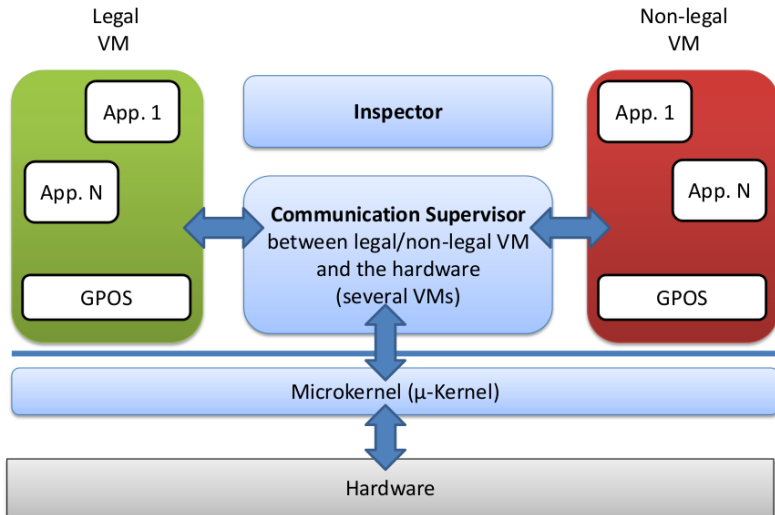 Legal
VM
Non-legal
VM
App. 1
App. N
GPOS
Inspector
Communication Supervisor
between legal/non-legal VM
and the hardware
(several VMs)
App. 1
App. N
GPOS
Microkernel (µ-Kernel)
Hardware